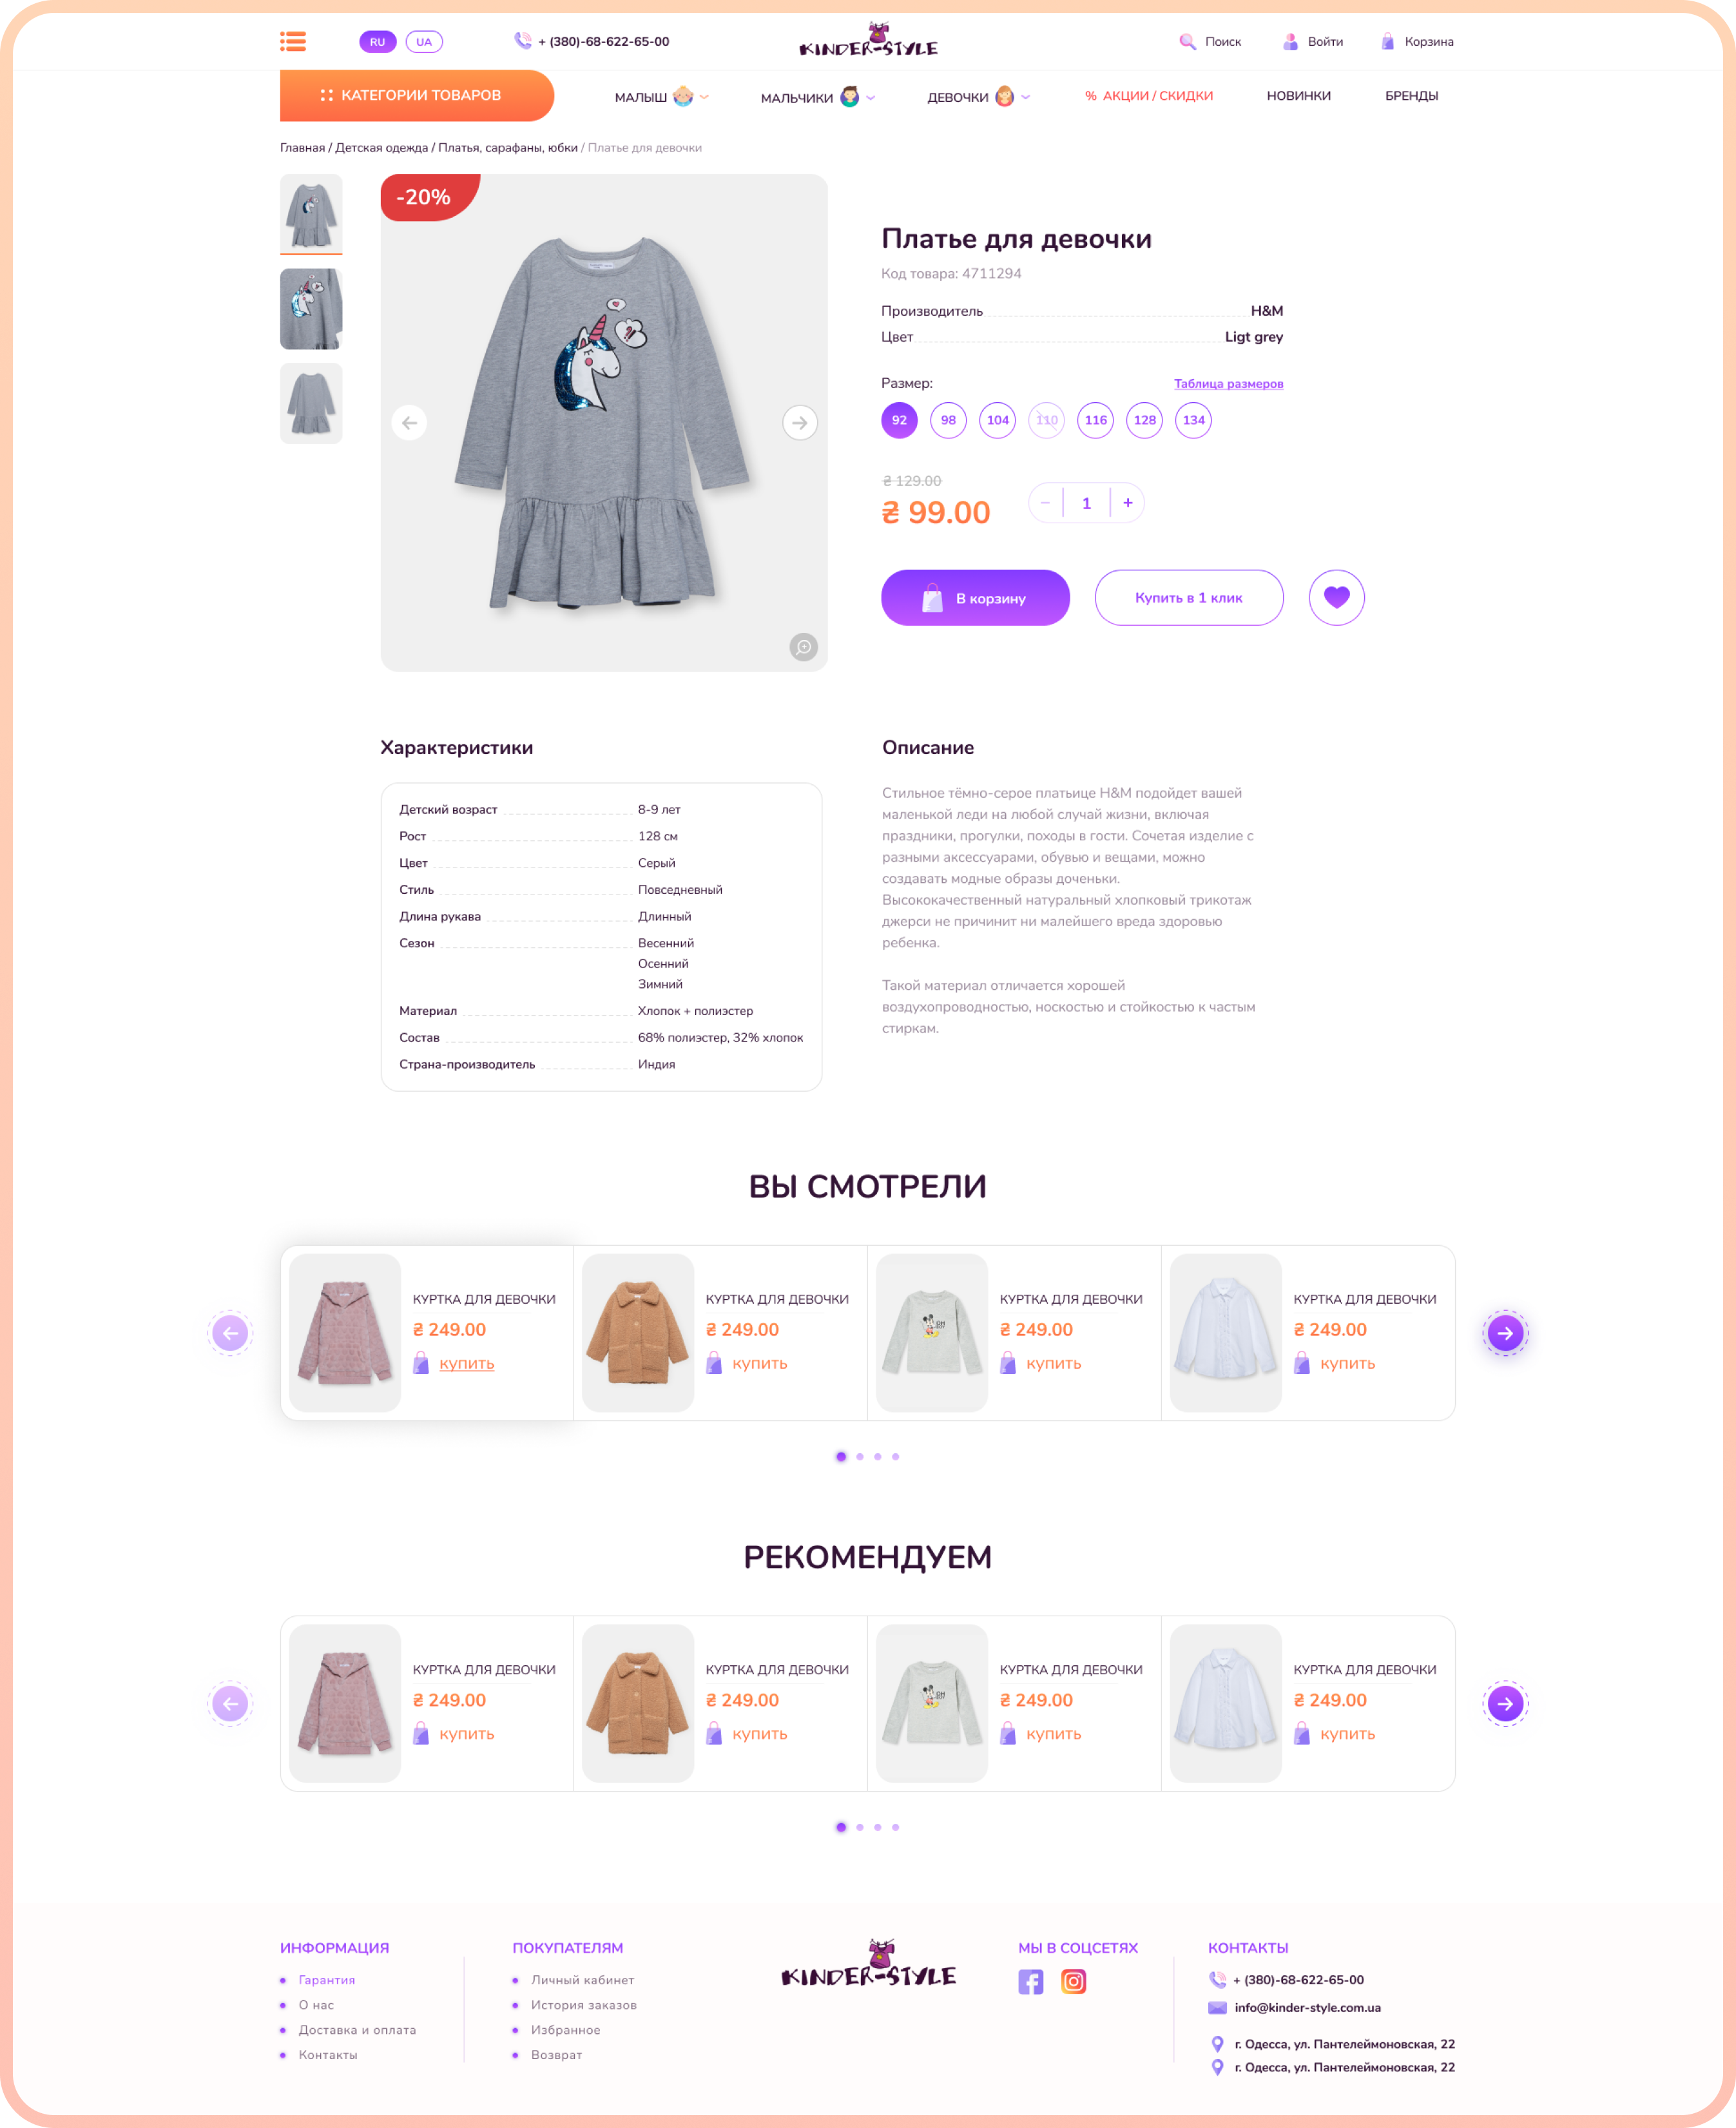 RU UA + (380)-68-622-65-00 KINDER-STYLE Поиск Войти Корзина
КАТЕГОРИИ ТОВАРОВ МАЛЫШ МАЛЬЧИКИ ДЕВОЧКИ % АКЦИИ / СКИДКИ НОВИНКИ БРЕНДЫ
Главная / Детская одежда / Платья, сарафаны, юбки / Платье для девочки
-20%
Платье для девочки
Код товара: 4711294
Производитель H&M
Цвет Ligt grey
Размер: Таблица размеров
92 98 104 110 116 128 134
₴ 129.00
₴ 99.00
− 1 +
В корзину Купить в 1 клик
Характеристики
Детский возраст 8-9 лет
Рост 128 см
Цвет Серый
Стиль Повседневный
Длина рукава Длинный
Сезон Весенний
Осенний
Зимний
Материал Хлопок + полиэстер
Состав 68% полиэстер, 32% хлопок
Страна-производитель Индия
Описание
Стильное тёмно-серое платьице H&M подойдет вашей
маленькой леди на любой случай жизни, включая
праздники, прогулки, походы в гости. Сочетая изделие с
разными аксессуарами, обувью и вещами, можно
создавать модные образы доченьки.
Высококачественный натуральный хлопковый трикотаж
джерси не причинит ни малейшего вреда здоровью
ребенка.
Такой материал отличается хорошей
воздухопроводностью, носкостью и стойкостью к частым
стиркам.
ВЫ СМОТРЕЛИ
КУРТКА ДЛЯ ДЕВОЧКИ КУРТКА ДЛЯ ДЕВОЧКИ КУРТКА ДЛЯ ДЕВОЧКИ КУРТКА ДЛЯ ДЕВОЧКИ
₴ 249.00 ₴ 249.00 ₴ 249.00 ₴ 249.00
купить купить купить купить
РЕКОМЕНДУЕМ
КУРТКА ДЛЯ ДЕВОЧКИ КУРТКА ДЛЯ ДЕВОЧКИ КУРТКА ДЛЯ ДЕВОЧКИ КУРТКА ДЛЯ ДЕВОЧКИ
₴ 249.00 ₴ 249.00 ₴ 249.00 ₴ 249.00
купить купить купить купить
ИНФОРМАЦИЯ
Гарантия
О нас
Доставка и оплата
Контакты
ПОКУПАТЕЛЯМ
Личный кабинет
История заказов
Избранное
Возврат
KINDER-STYLE
МЫ В СОЦСЕТЯХ
КОНТАКТЫ
+ (380)-68-622-65-00
info@kinder-style.com.ua
г. Одесса, ул. Пантелеймоновская, 22
г. Одесса, ул. Пантелеймоновская, 22